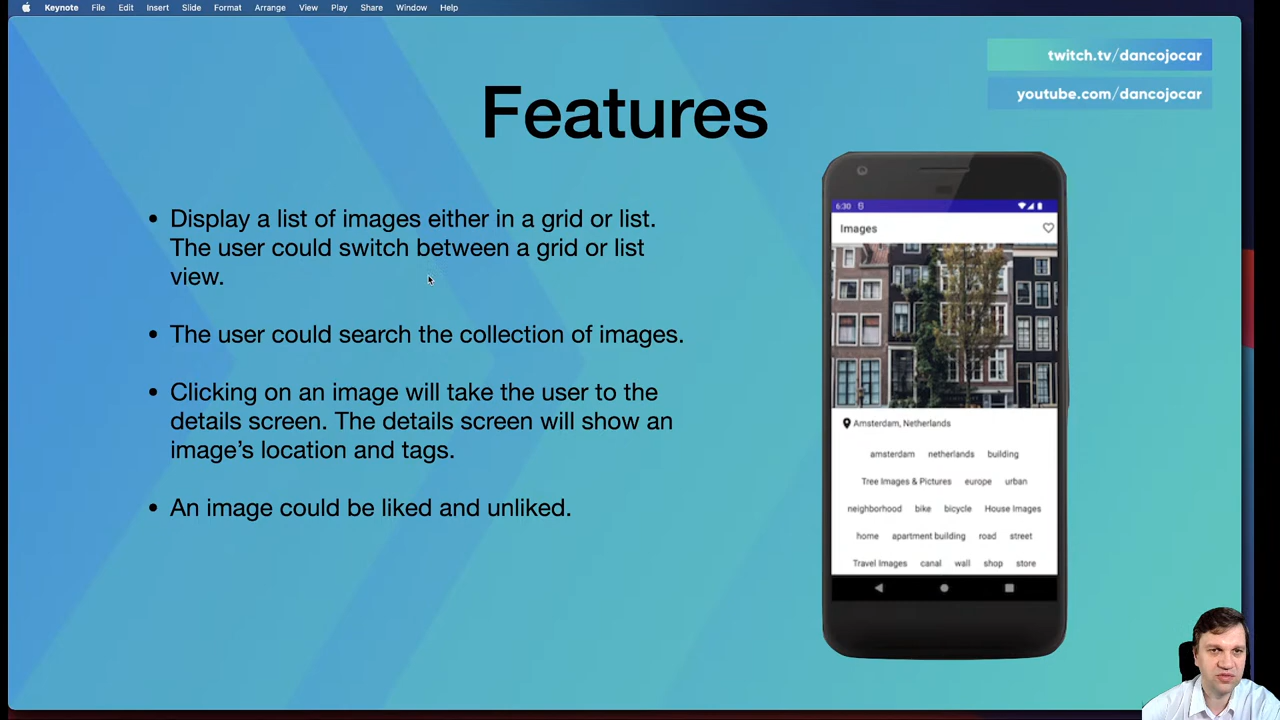 Keynote File Edit Insert Slide Format Arrange View Play Share Window Help
twitch.tv/dancojocar
youtube.com/dancojocar
Features
• Display a list of images either in a grid or list.
The user could switch between a grid or list
view.
• The user could search the collection of images.
• Clicking on an image will take the user to the
details screen. The details screen will show an
image’s location and tags.
• An image could be liked and unliked.
6:30
Images
Amsterdam, Netherlands
amsterdam netherlands building
Tree Images & Pictures europe urban
neighborhood bike bicycle House Images
home apartment building road street
Travel Images canal wall shop store